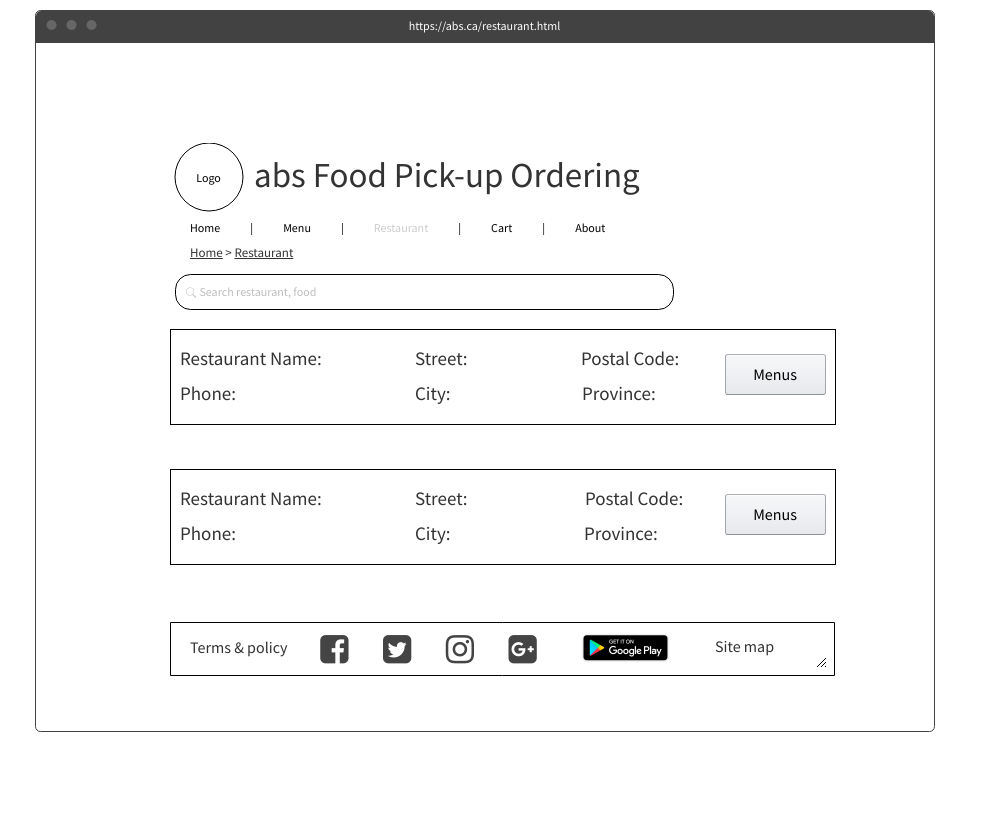 https://abs.ca/restaurant.html
Logo
abs Food Pick-up Ordering
Home | Menu | Restaurant | Cart | About
Home > Restaurant
Search restaurant, food
Restaurant Name: Street: Postal Code:
Menus
Phone: City: Province:
Restaurant Name: Street: Postal Code:
Menus
Phone: City: Province:
Terms & policy GET IT ON Google Play Site map